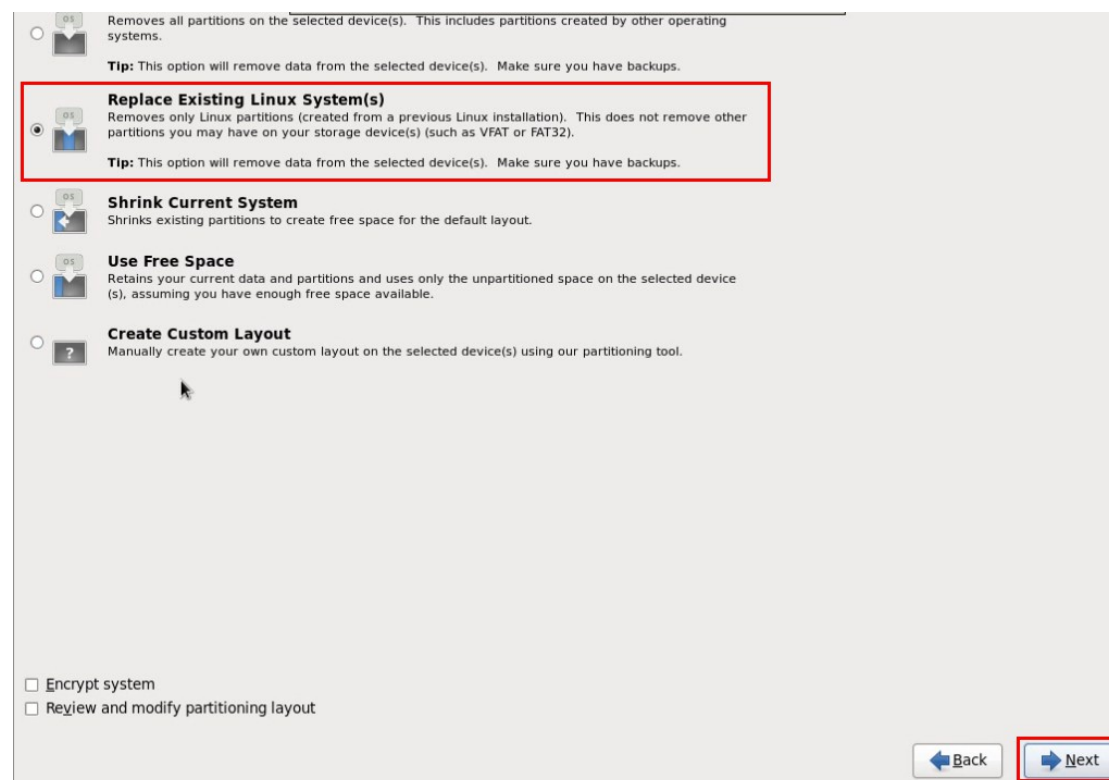 Removes all partitions on the selected device(s). This includes partitions created by other operating
systems.
Tip: This option will remove data from the selected device(s). Make sure you have backups.
Replace Existing Linux System(s)
Removes only Linux partitions (created from a previous Linux installation). This does not remove other
partitions you may have on your storage device(s) (such as VFAT or FAT32).
Tip: This option will remove data from the selected device(s). Make sure you have backups.
Shrink Current System
Shrinks existing partitions to create free space for the default layout.
Use Free Space
Retains your current data and partitions and uses only the unpartitioned space on the selected device
(s), assuming you have enough free space available.
Create Custom Layout
Manually create your own custom layout on the selected device(s) using our partitioning tool.
Encrypt system
Review and modify partitioning layout
Back
Next
OS
OS
OS
OS
?